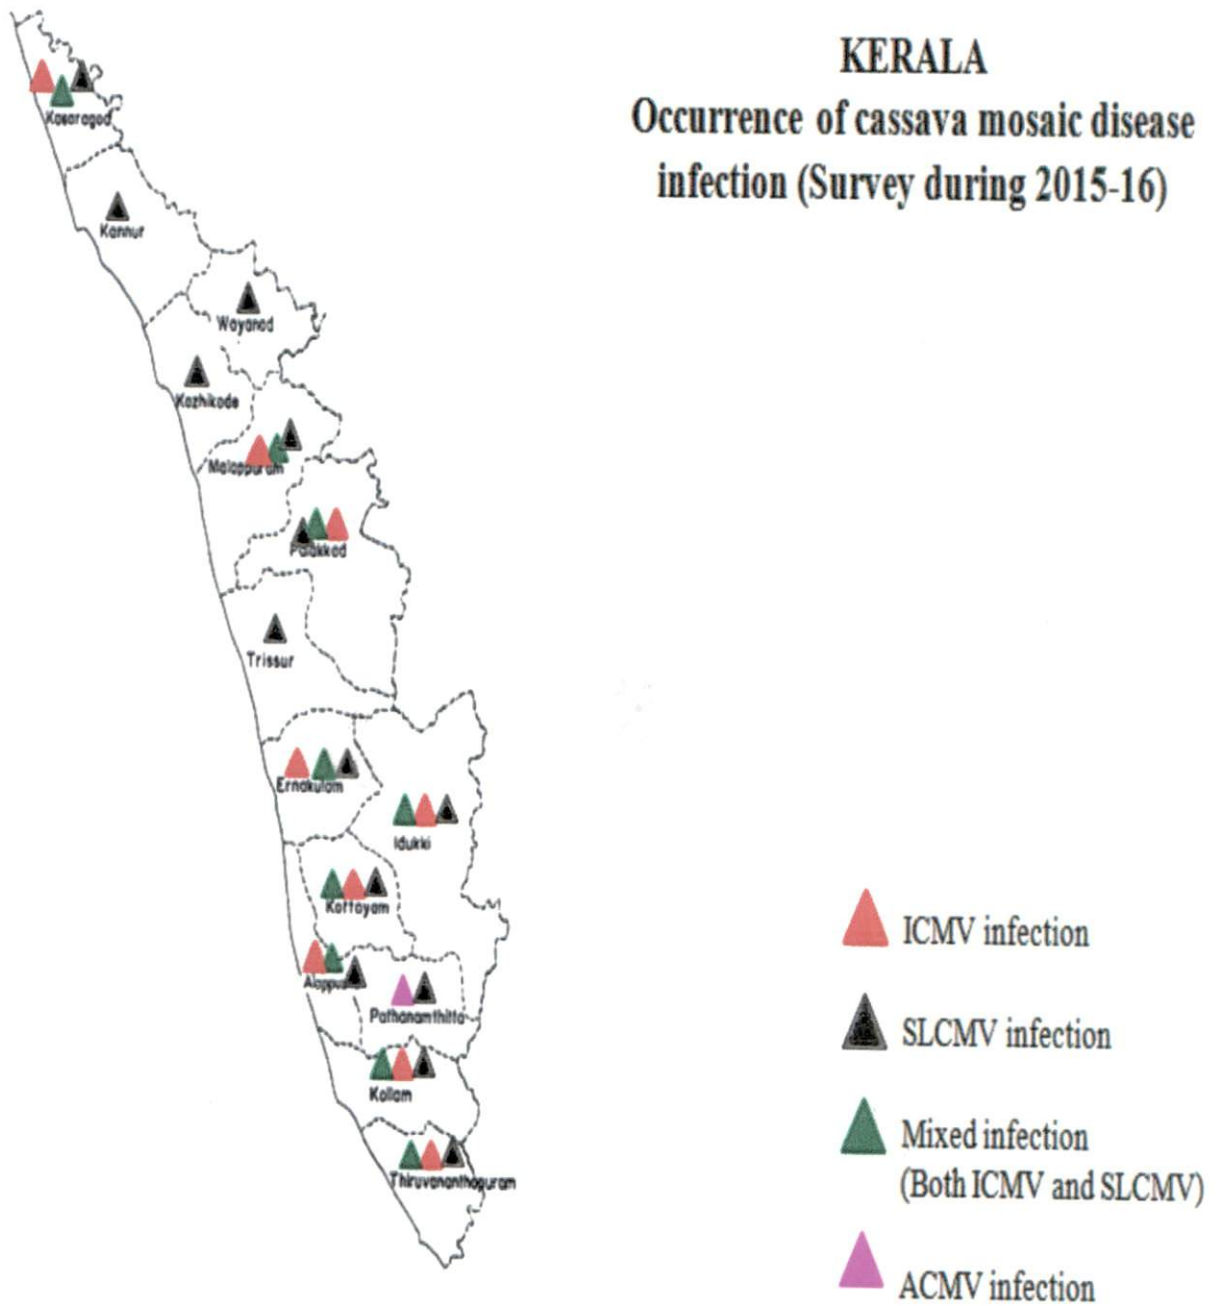 KERALA
Occurrence of cassava mosaic disease
infection (Survey during 2015-16)
Kasaragod
Kannur
Wayanad
Kozhikode
Malappuram
Palakkad
Trissur
Ernakulam
Idukki
Kottayam
Pathanamthitta
Kollam
Thiruvananthapuram
ICMV infection
SLCMV infection
Mixed infection
(Both ICMV and SLCMV)
ACMV infection